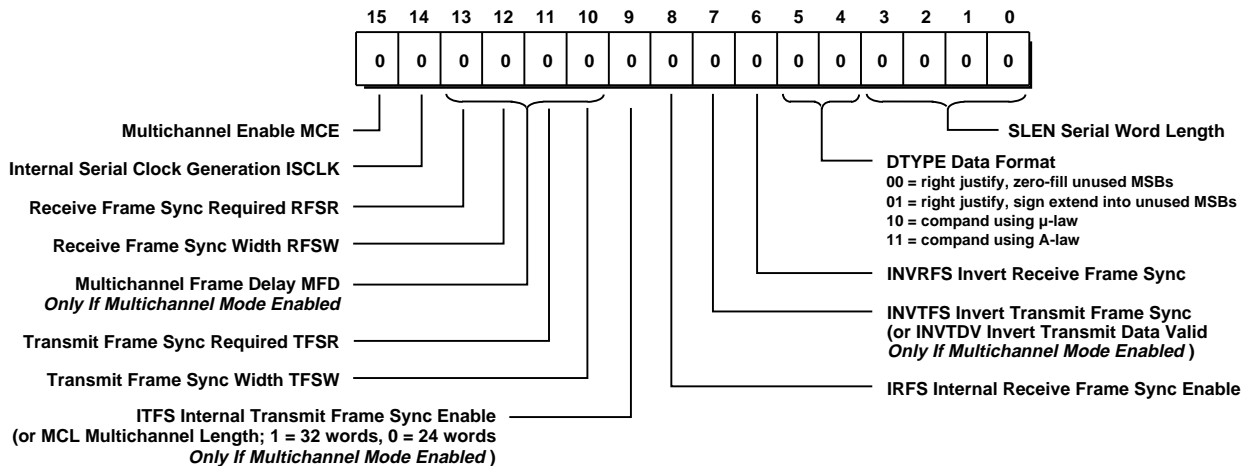 15 14 13 12 11 10 9 8 7 6 5 4 3 2 1 0
0 0 0 0 0 0 0 0 0 0 0 0 0 0 0 0
Multichannel Enable MCE
Internal Serial Clock Generation ISCLK
Receive Frame Sync Required RFSR
Receive Frame Sync Width RFSW
Multichannel Frame Delay MFD
Only If Multichannel Mode Enabled
Transmit Frame Sync Required TFSR
Transmit Frame Sync Width TFSW
ITFS Internal Transmit Frame Sync Enable
(or MCL Multichannel Length; 1 = 32 words, 0 = 24 words
Only If Multichannel Mode Enabled )
SLEN Serial Word Length
DTYPE Data Format
00 = right justify, zero-fill unused MSBs
01 = right justify, sign extend into unused MSBs
10 = compand using μ-law
11 = compand using A-law
INVRFS Invert Receive Frame Sync
INVTFS Invert Transmit Frame Sync
(or INVTDV Invert Transmit Data Valid
Only If Multichannel Mode Enabled )
IRFS Internal Receive Frame Sync Enable